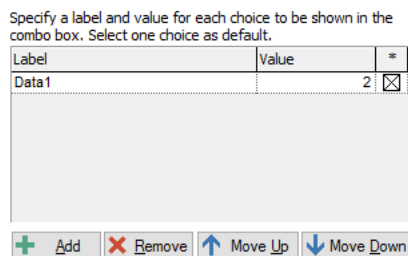 Specify a label and value for each choice to be shown in the
combo box. Select one choice as default.
Label Value *
Data1 2
Add Remove Move Up Move Down